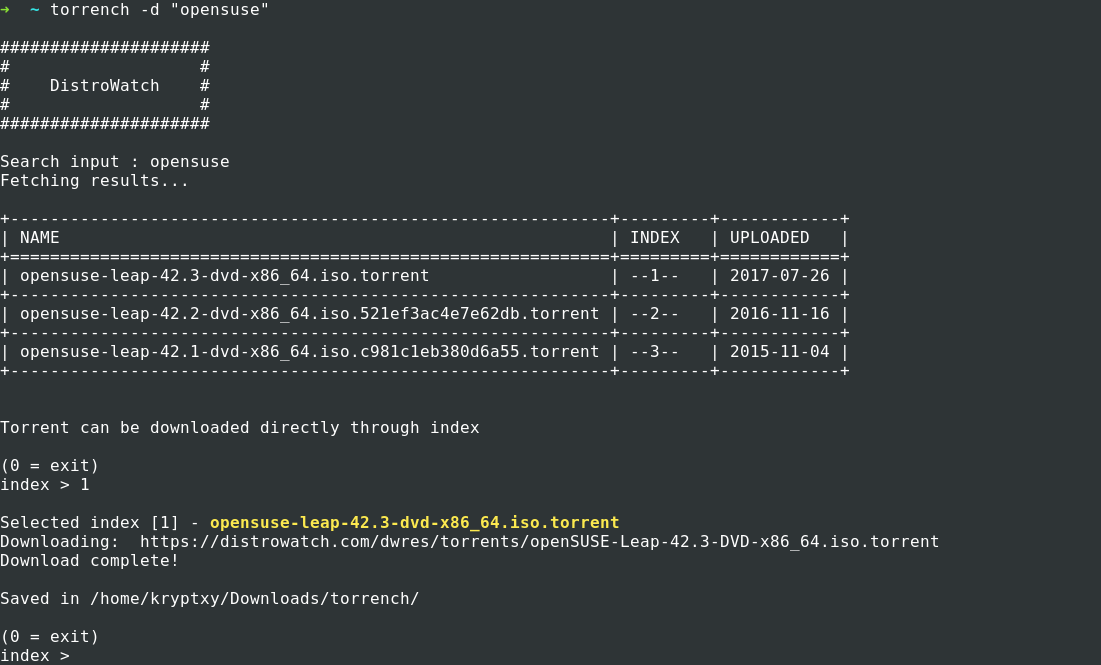 ➜  ~ torrench -d "opensuse"

#####################
#                   #
#    DistroWatch    #
#                   #
#####################

Search input : opensuse
Fetching results...

+------------------------------------------------------------+---------+------------+
| NAME                                                       | INDEX   | UPLOADED   |
+============================================================+=========+============+
| opensuse-leap-42.3-dvd-x86_64.iso.torrent                  | --1--   | 2017-07-26 |
+------------------------------------------------------------+---------+------------+
| opensuse-leap-42.2-dvd-x86_64.iso.521ef3ac4e7e62db.torrent | --2--   | 2016-11-16 |
+------------------------------------------------------------+---------+------------+
| opensuse-leap-42.1-dvd-x86_64.iso.c981c1eb380d6a55.torrent | --3--   | 2015-11-04 |
+------------------------------------------------------------+---------+------------+

Torrent can be downloaded directly through index

(0 = exit)
index > 1

Selected index [1] - opensuse-leap-42.3-dvd-x86_64.iso.torrent
Downloading:  https://distrowatch.com/dwres/torrents/openSUSE-Leap-42.3-DVD-x86_64.iso.torrent
Download complete!

Saved in /home/kryptxy/Downloads/torrench/

(0 = exit)
index >